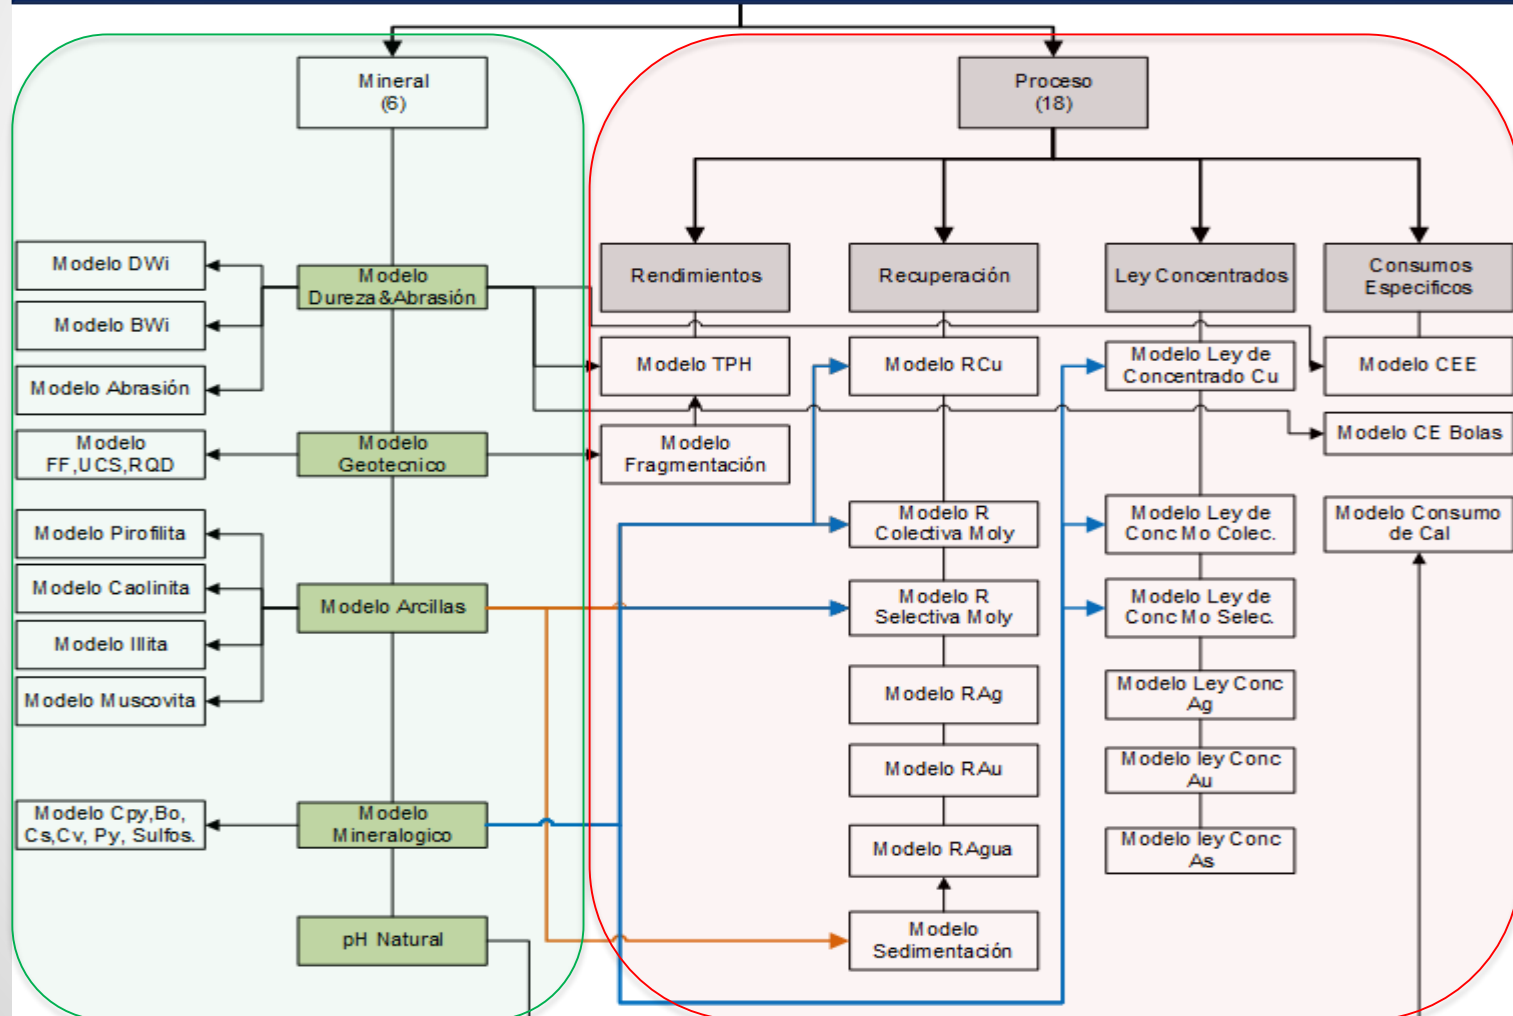 Mineral
(6)
Proceso
(18)
Modelo DWi
Modelo BWi
Modelo Abrasión
Modelo
FF,UCS,RQD
Modelo Pirofilita
Modelo Caolinita
Modelo Illita
Modelo Muscovita
Modelo Cpy,Bo,
Cs,Cv, Py, Sulfos.
Modelo
Dureza&Abrasión
Modelo
Geotecnico
Modelo Arcillas
Modelo
Mineralogico
pH Natural
Rendimientos
Modelo TPH
Modelo
Fragmentación
Recuperación
Modelo RCu
Modelo R
Colectiva Moly
Modelo R
Selectiva Moly
Modelo RAg
Modelo RAu
Modelo RAgua
Modelo
Sedimentación
Ley Concentrados
Modelo Ley de
Concentrado Cu
Modelo Ley de
Conc Mo Colec.
Modelo Ley de
Conc Mo Selec.
Modelo Ley Conc
Ag
Modelo ley Conc
Au
Modelo ley Conc
As
Consumos
Especificos
Modelo CEE
Modelo CE Bolas
Modelo Consumo
de Cal